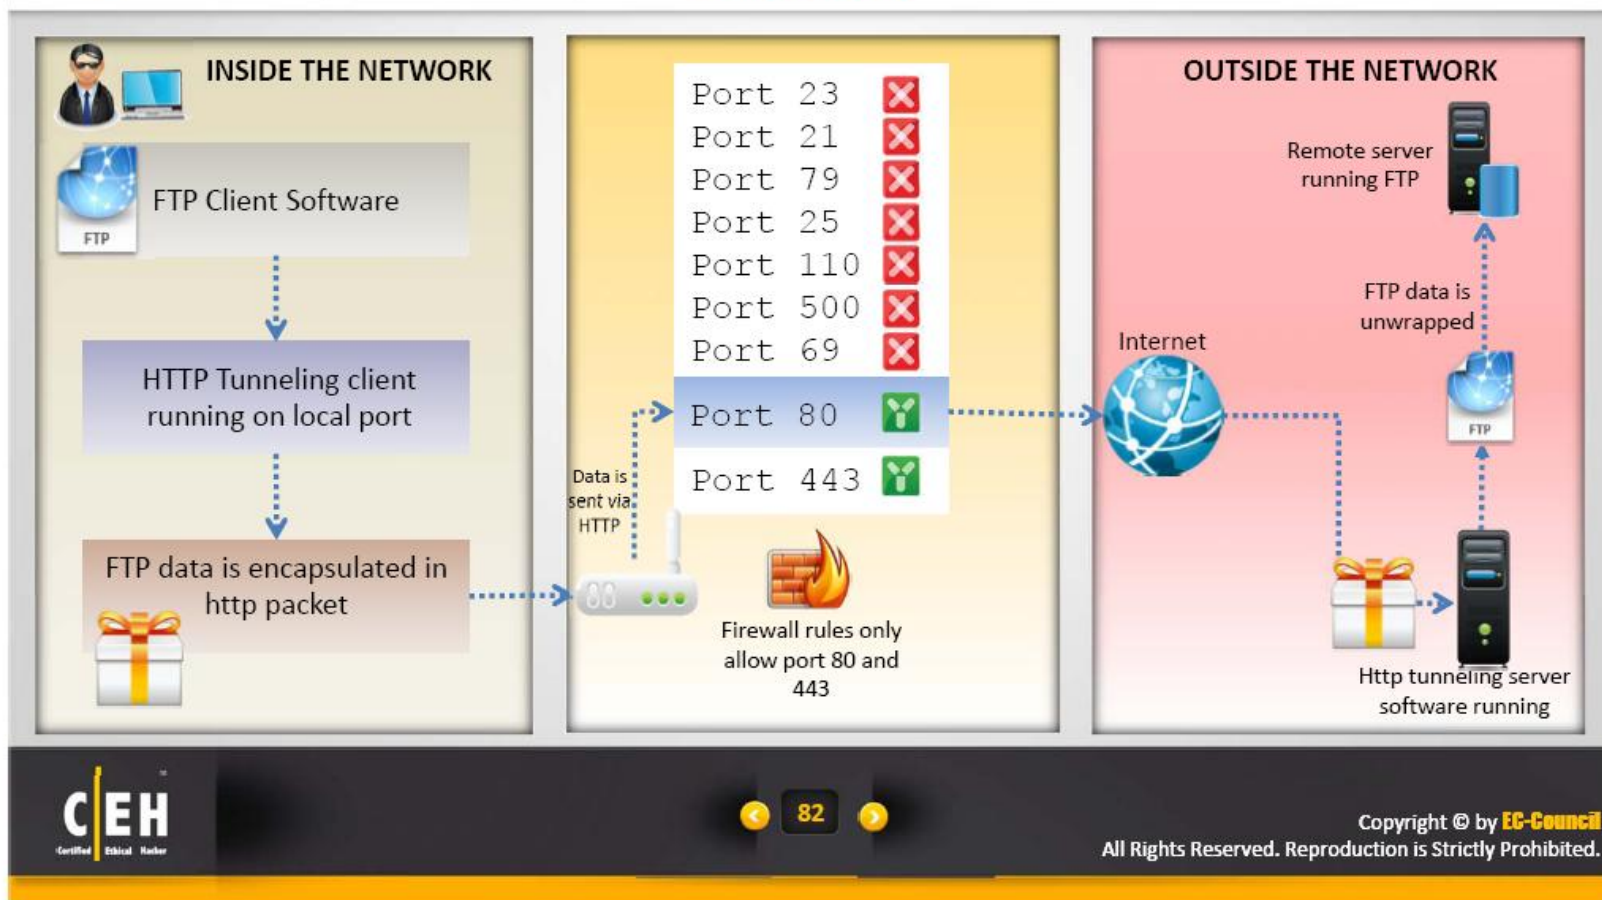 INSIDE THE NETWORK
FTP
FTP Client Software
HTTP Tunneling client
running on local port
FTP data is encapsulated in
http packet
Port 23
Port 21
Port 79
Port 25
Port 110
Port 500
Port 69
Port 80
Port 443
Data is
sent via
HTTP
Firewall rules only
allow port 80 and
443
OUTSIDE THE NETWORK
Remote server
running FTP
FTP data is
unwrapped
Internet
FTP
Http tunneling server
software running
CEH
Certified Ethical Hacker
82
Copyright © by EC-Council
All Rights Reserved. Reproduction is Strictly Prohibited.